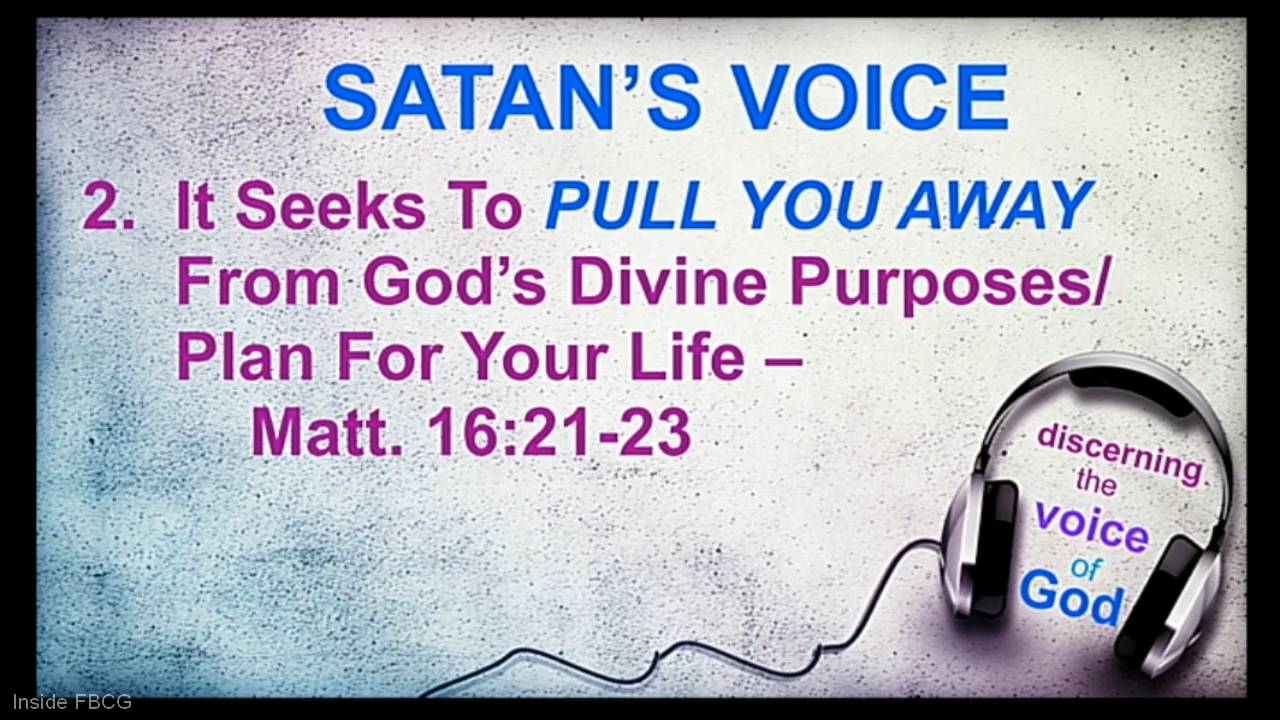 SATAN’S VOICE
2. It Seeks To PULL YOU AWAY
From God’s Divine Purposes/
Plan For Your Life –
Matt. 16:21-23
discerning
the
voice
of
God
Inside FBCG